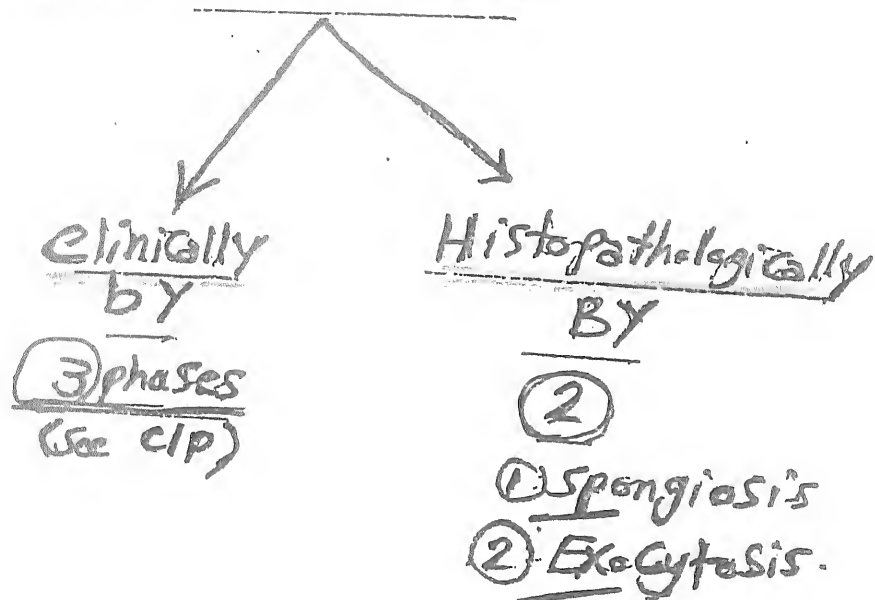 Clinically
by
3 phases
(see c/p)
Histopathologically
BY
2
① Spongiosis
② Exocytosis.